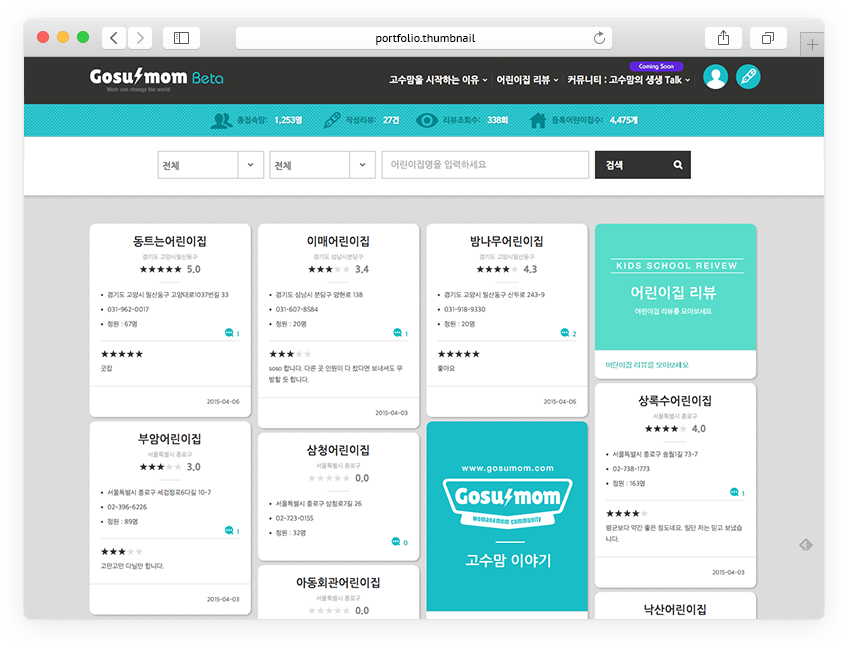 portfolio.thumbnail
Gosu mom Beta
Mom can change the world
Coming Soon
고수맘을 시작하는 이유
어린이집 리뷰
커뮤니티 : 고수맘의 생생 Talk
총접속맘: 1,253명
작성리뷰: 27건
리뷰조회수: 338회
등록어린이집수: 4,475개
전체
전체
어린이집명을 입력하세요
검색
동트는어린이집
경기도 고양시일산동구
★★★★★ 5,0
• 경기도 고양시 일산동구 고양대로1037번길 33
• 031-962-0017
• 정원 : 67명
1
★★★★★
굿잡
2015-04-06
이매어린이집
경기도 성남시분당구
★★★★★ 3,4
• 경기도 성남시 분당구 양현로 138
• 031-607-8584
• 정원 : 20명
1
★★★★★
soso 합니다. 다른 곳 인원이 다 찼다면 보내셔도 무
방할 듯 합니다.
2015-04-03
밤나무어린이집
경기도 고양시일산동구
★★★★★ 4,3
• 경기도 고양시 일산동구 산두로 243-9
• 031-918-9330
• 정원 : 20명
2
★★★★★
좋아요
2015-04-06
KIDS SCHOOL REIVEW
어린이집 리뷰
어린이집 리뷰를 모아보세요
어린이집 리뷰를 모아보세요
부암어린이집
서울특별시 종로구
★★★★★ 3,0
• 서울특별시 종로구 세검정로6다길 10-7
• 02-396-6226
• 정원 : 89명
1
★★★★★
고만고만 다닐만 합니다.
2015-04-03
삼청어린이집
서울특별시 종로구
★★★★★ 0,0
• 서울특별시 종로구 삼청로7길 26
• 02-723-0155
• 정원 : 32명
0
아동회관어린이집
서울특별시 종로구
★★★★★ 0,0
www.gosumom.com
Gosu mom
woman&mom community
고수맘 이야기
상록수어린이집
서울특별시 종로구
★★★★★ 4,0
• 서울특별시 종로구 송월1길 73-7
• 02-738-1773
• 정원 : 163명
1
★★★★★
평균보다 약간 좋은 정도네요. 일단 저는 믿고 보냈습
니다.
2015-04-03
낙산어린이집